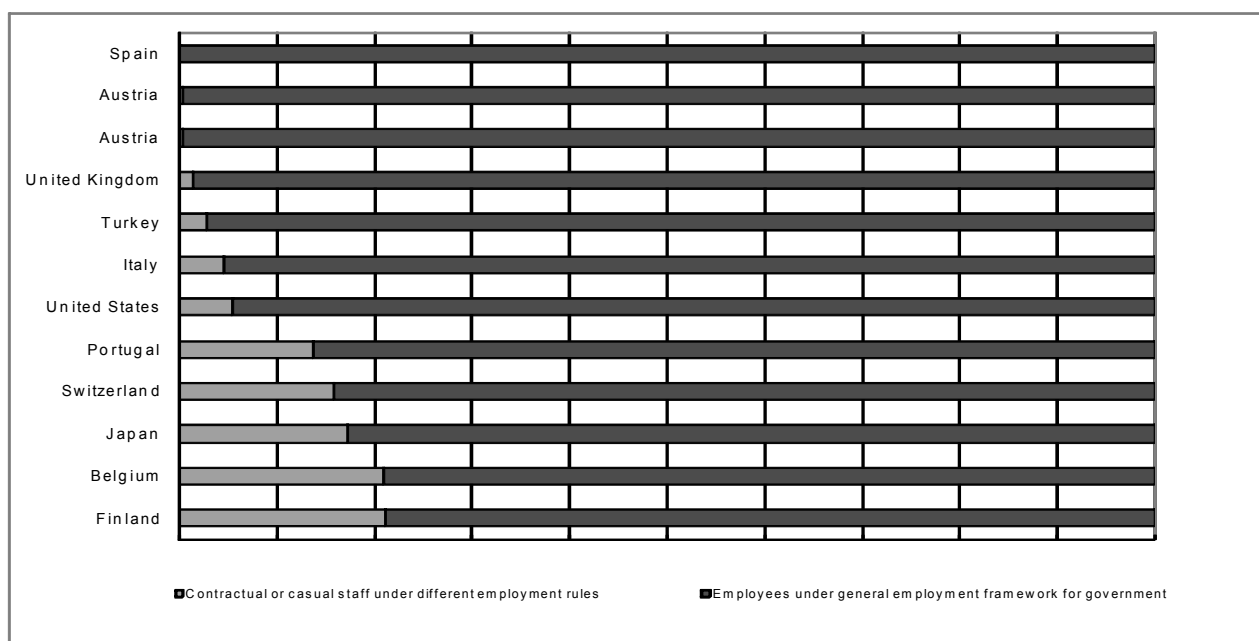 Spain
Austria
Austria
United Kingdom
Turkey
Italy
United States
Portugal
Switzerland
Japan
Belgium
Finland
Contractual or casual staff under different employment rules
Employees under general employment framework for government